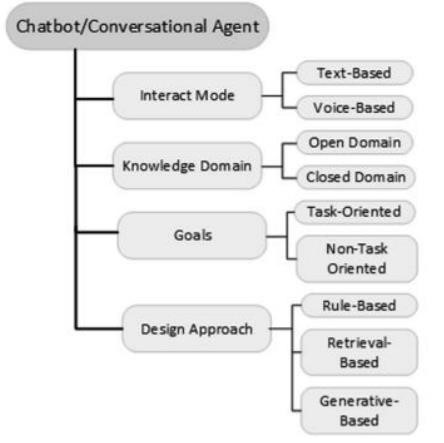 Chatbot/Conversational Agent
Interact Mode
Text-Based
Voice-Based
Knowledge Domain
Open Domain
Closed Domain
Goals
Task-Oriented
Non-Task
Oriented
Design Approach
Rule-Based
Retrieval-
Based
Generative-
Based